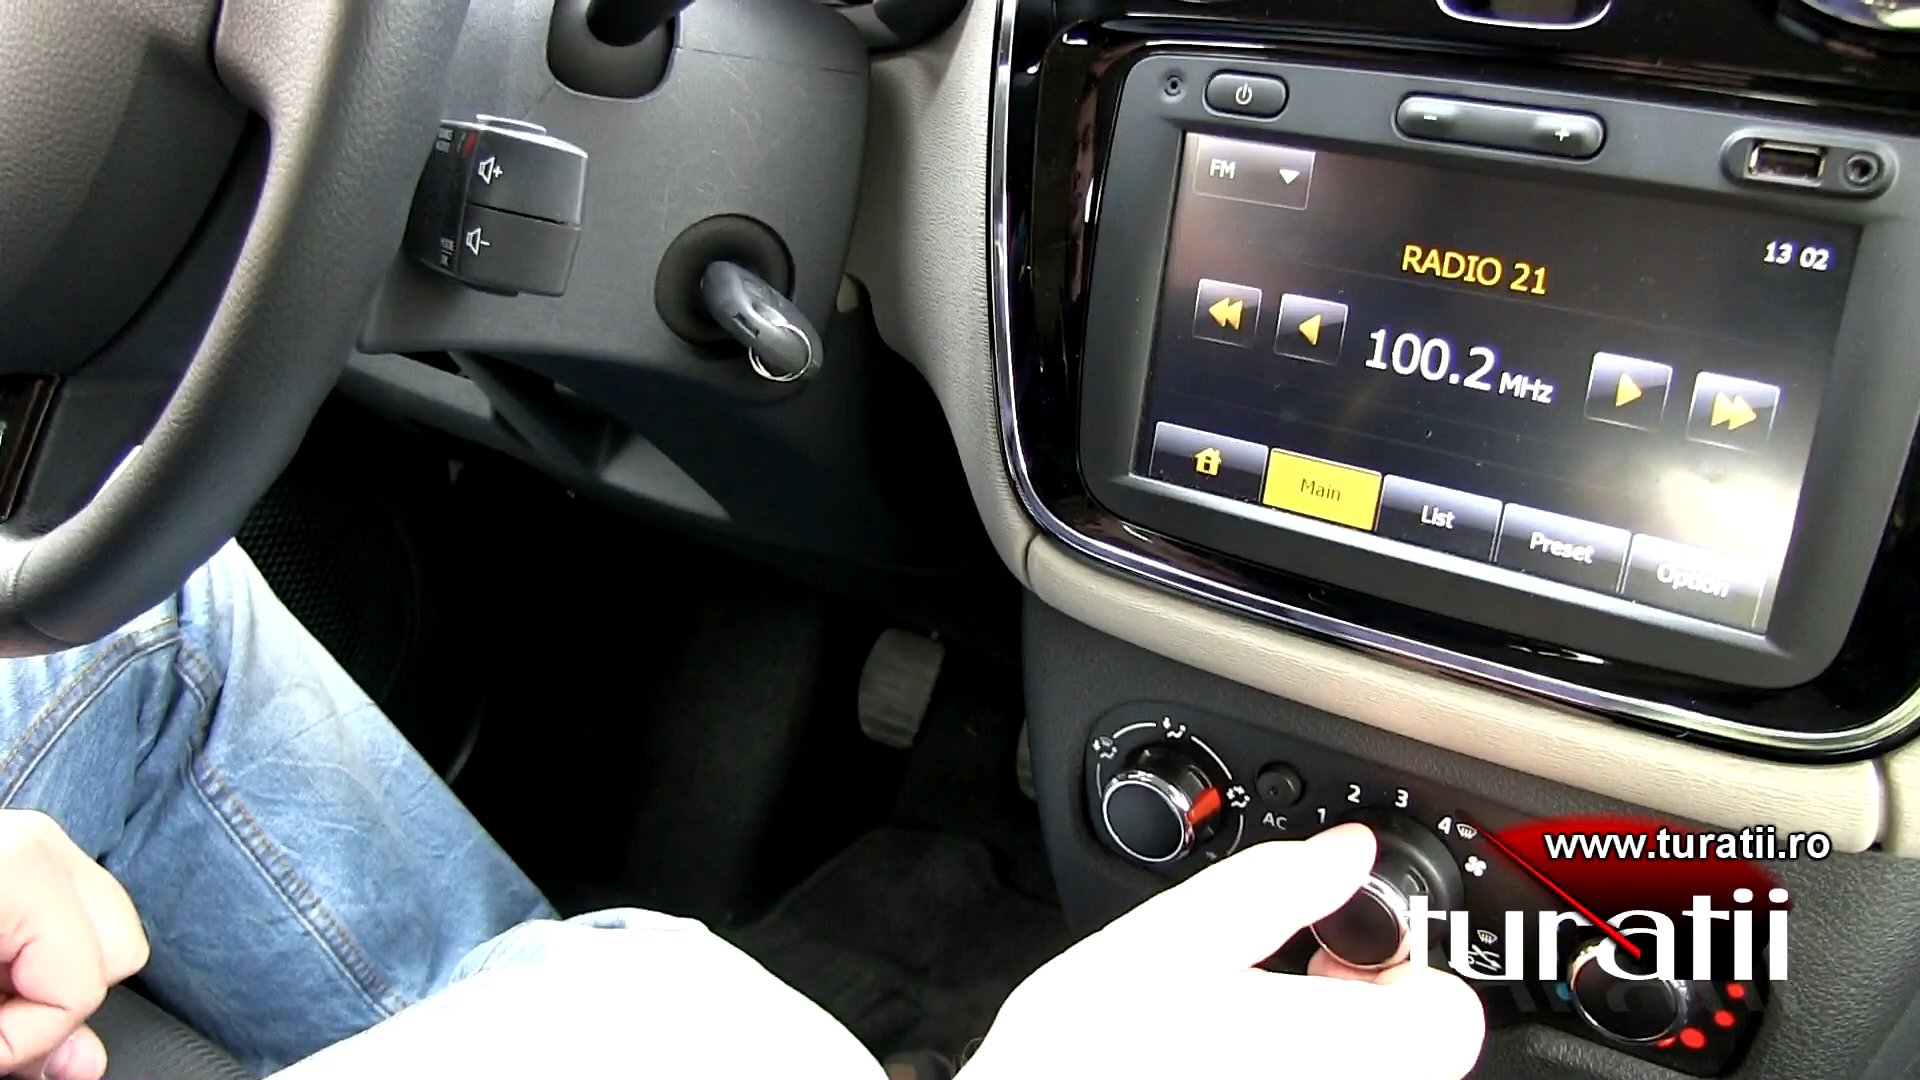 FM
13 02
RADIO 21
100.2 MHz
Main
List
Preset
Option
+
-
- +
AC
1 2 3 4
www.turatii.ro
turatii